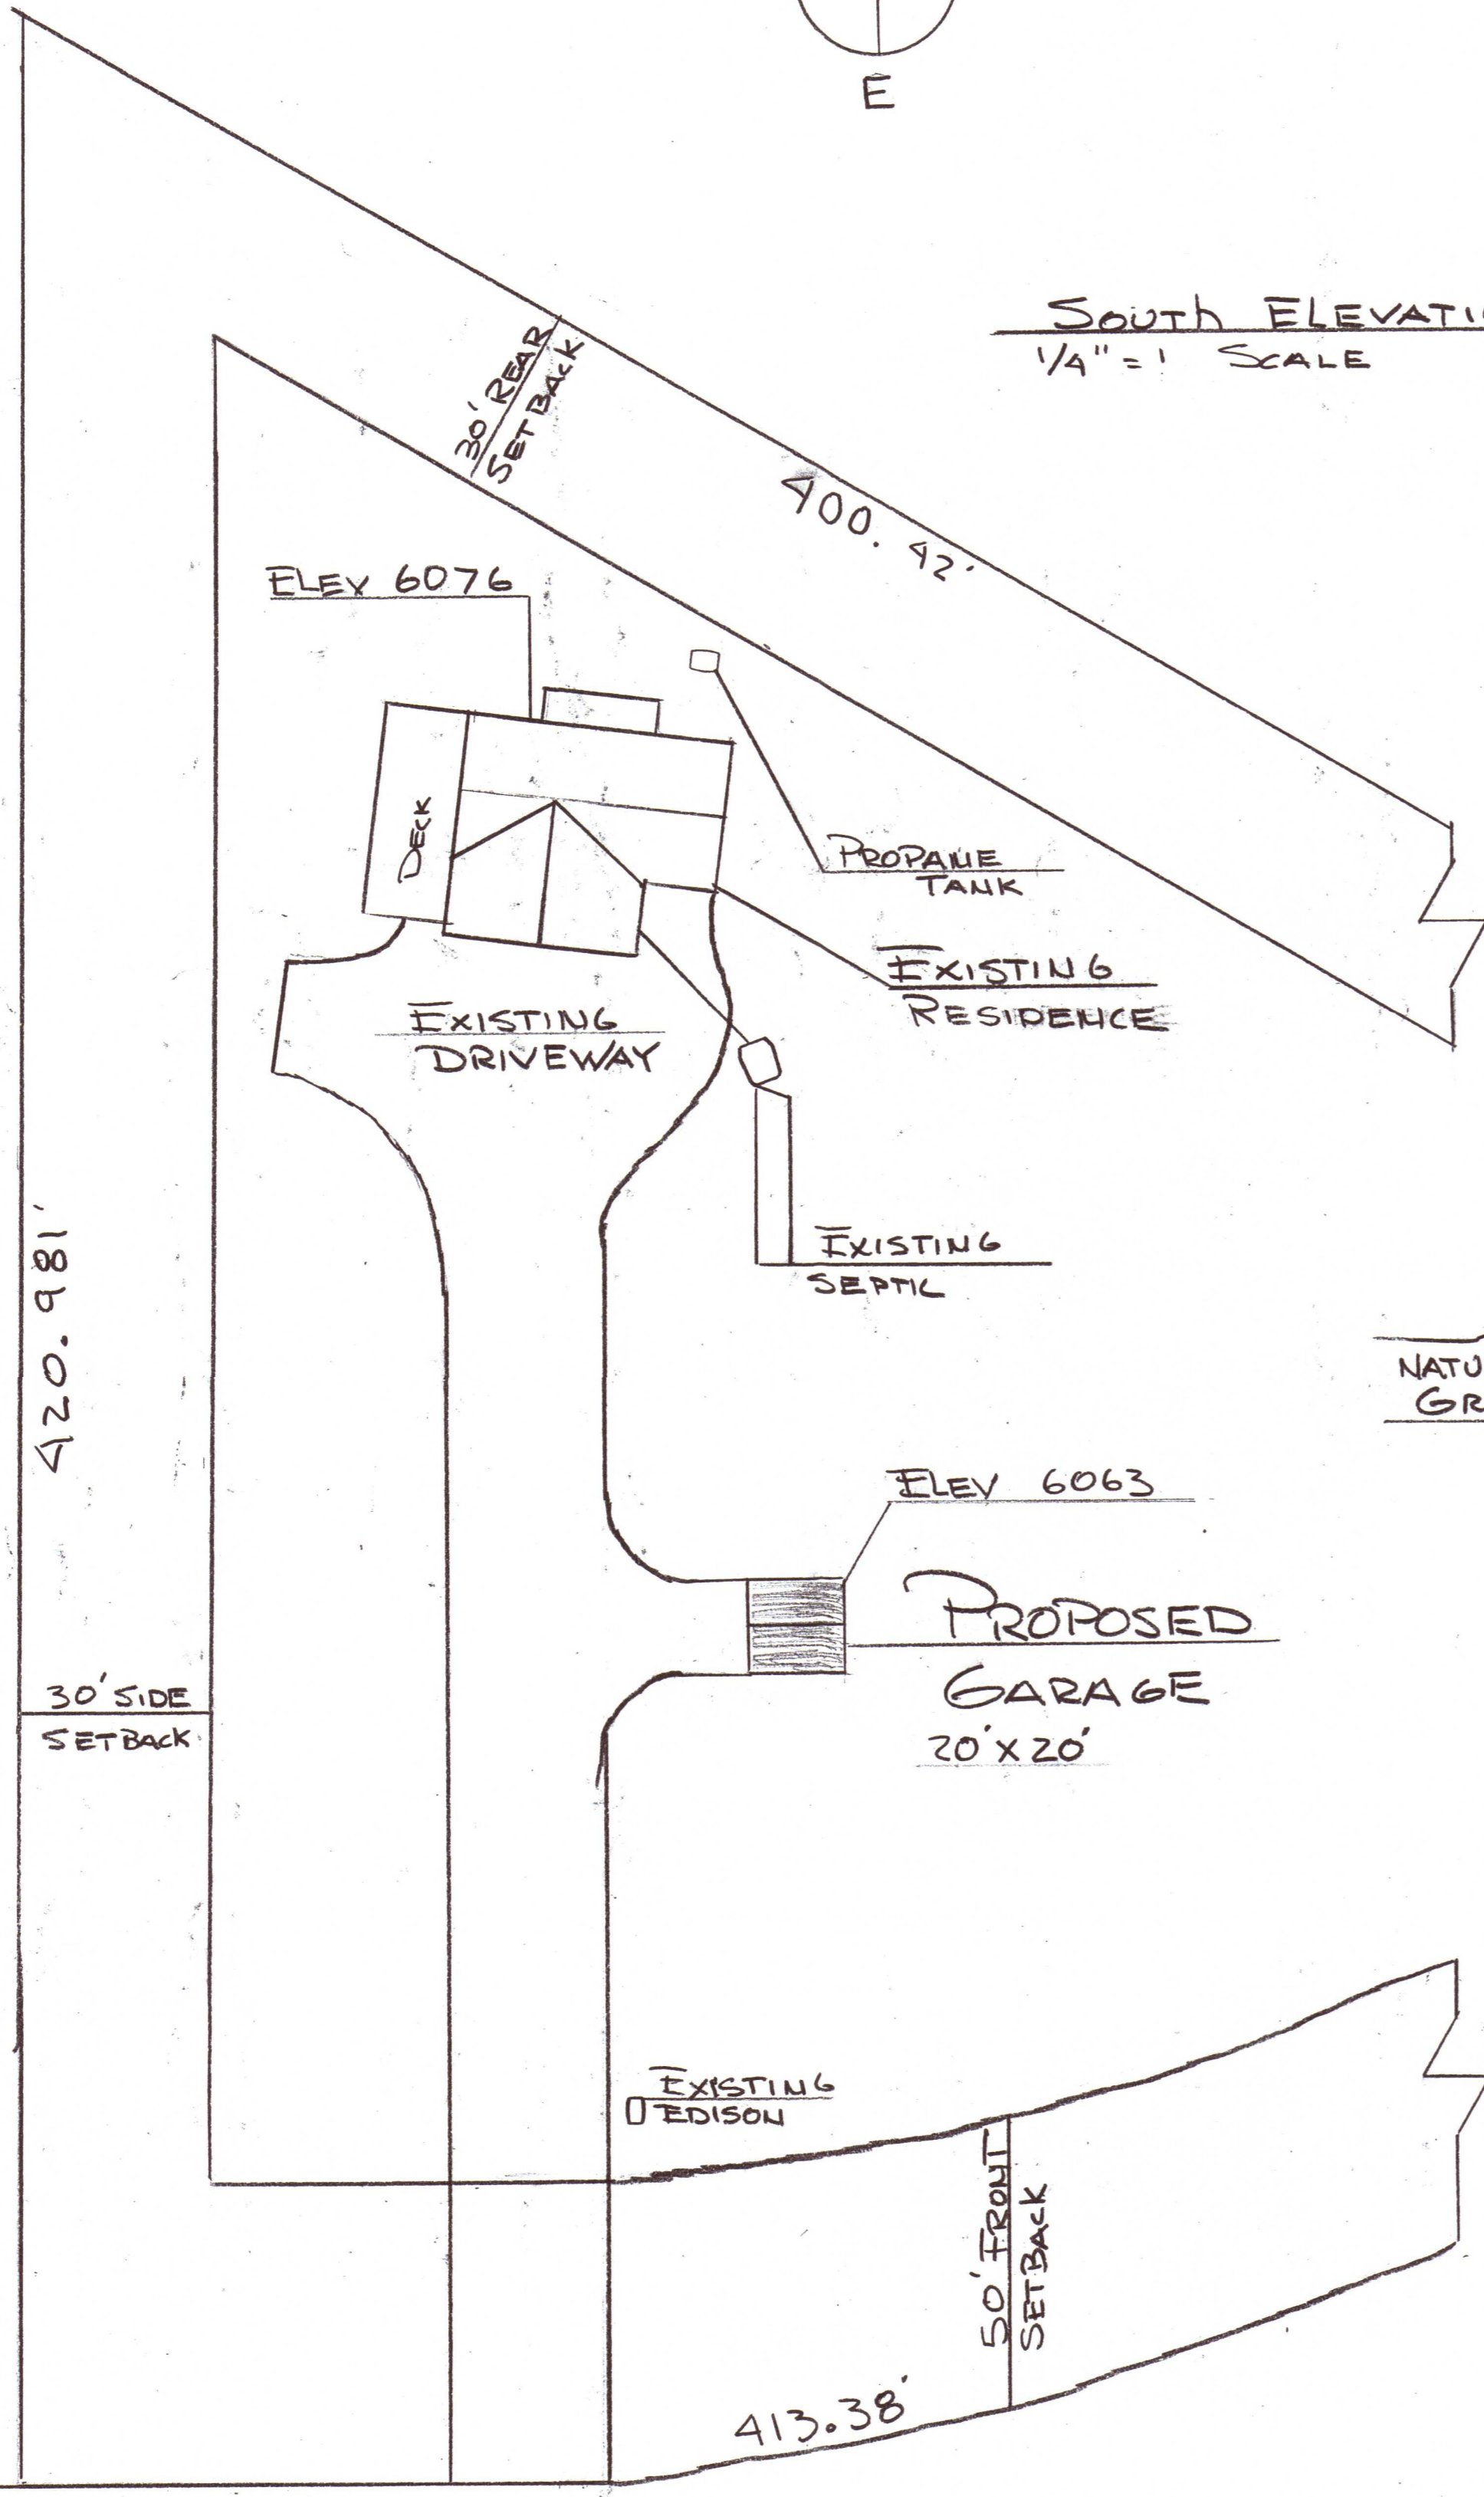 E
SOUTH ELEVATI
1/4" = ' SCALE
30' REAR
SETBACK
400.42'
ELEV 6076
DECK
PROPANE
TANK
EXISTING
RESIDENCE
EXISTING
DRIVEWAY
420.981'
EXISTING
SEPTIC
NATU
GR
ELEV 6063
PROPOSED
GARAGE
20' X 20'
30' SIDE
SETBACK
EXISTING
EDISON
50' FRONT
SETBACK
413.38'